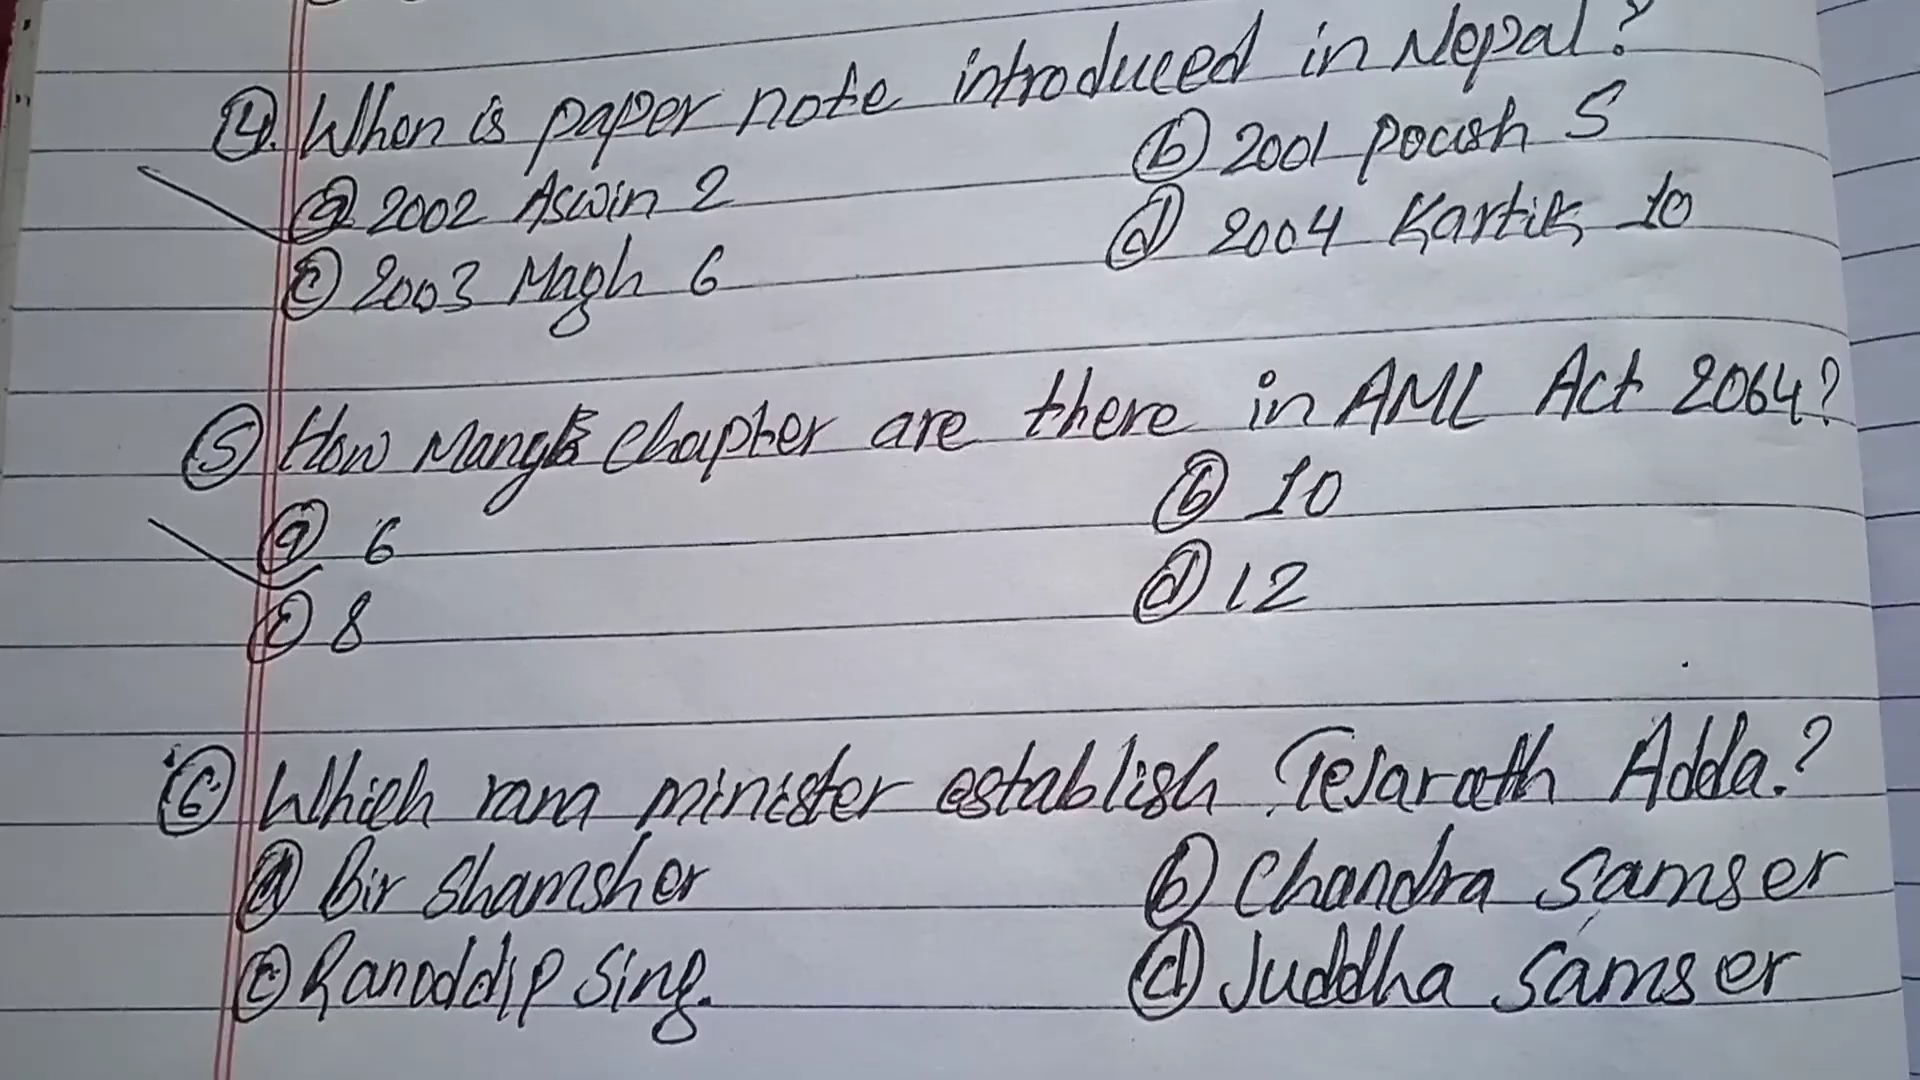 4. When is paper note introduced in Nepal?
a 2002 Aswin 2 b 2001 poush 5
c 2003 Magh 6 d 2004 Kartik 10
5 How Many Chapter are there in AML Act 2064?
a 6 b 10
c 8 d 12
6 Which rana minister establish Tejarath Adda.?
a Bir Shamsher b Chandra Samser
c Ranoddip Sing. d Juddha Samser